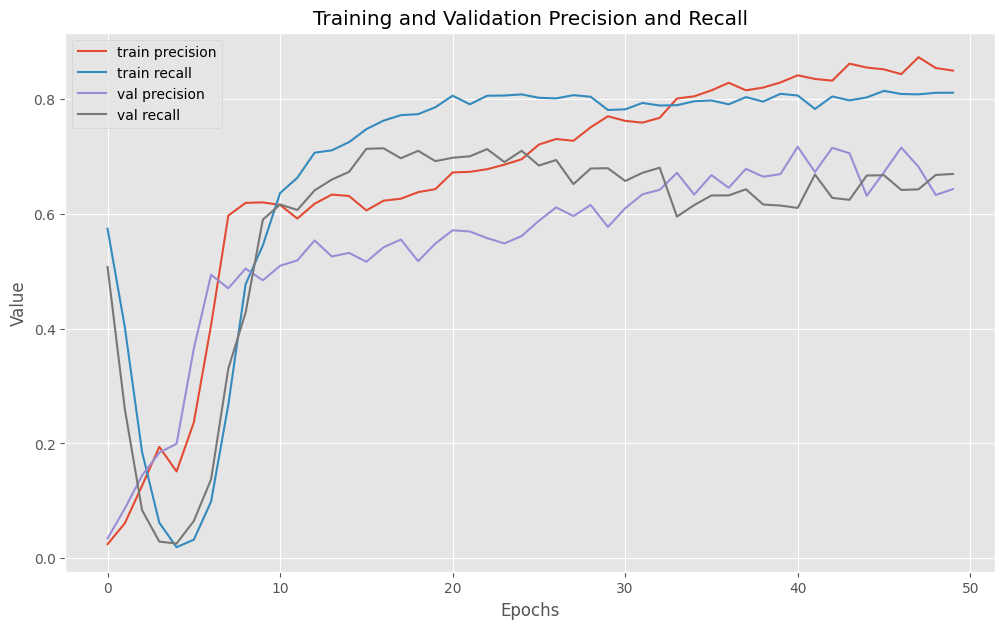 Training and Validation Precision and Recall
train precision
train recall
val precision
val recall
0.8
0.6
0.4
0.2
0.0
Value
0 10 20 30 40 50
Epochs